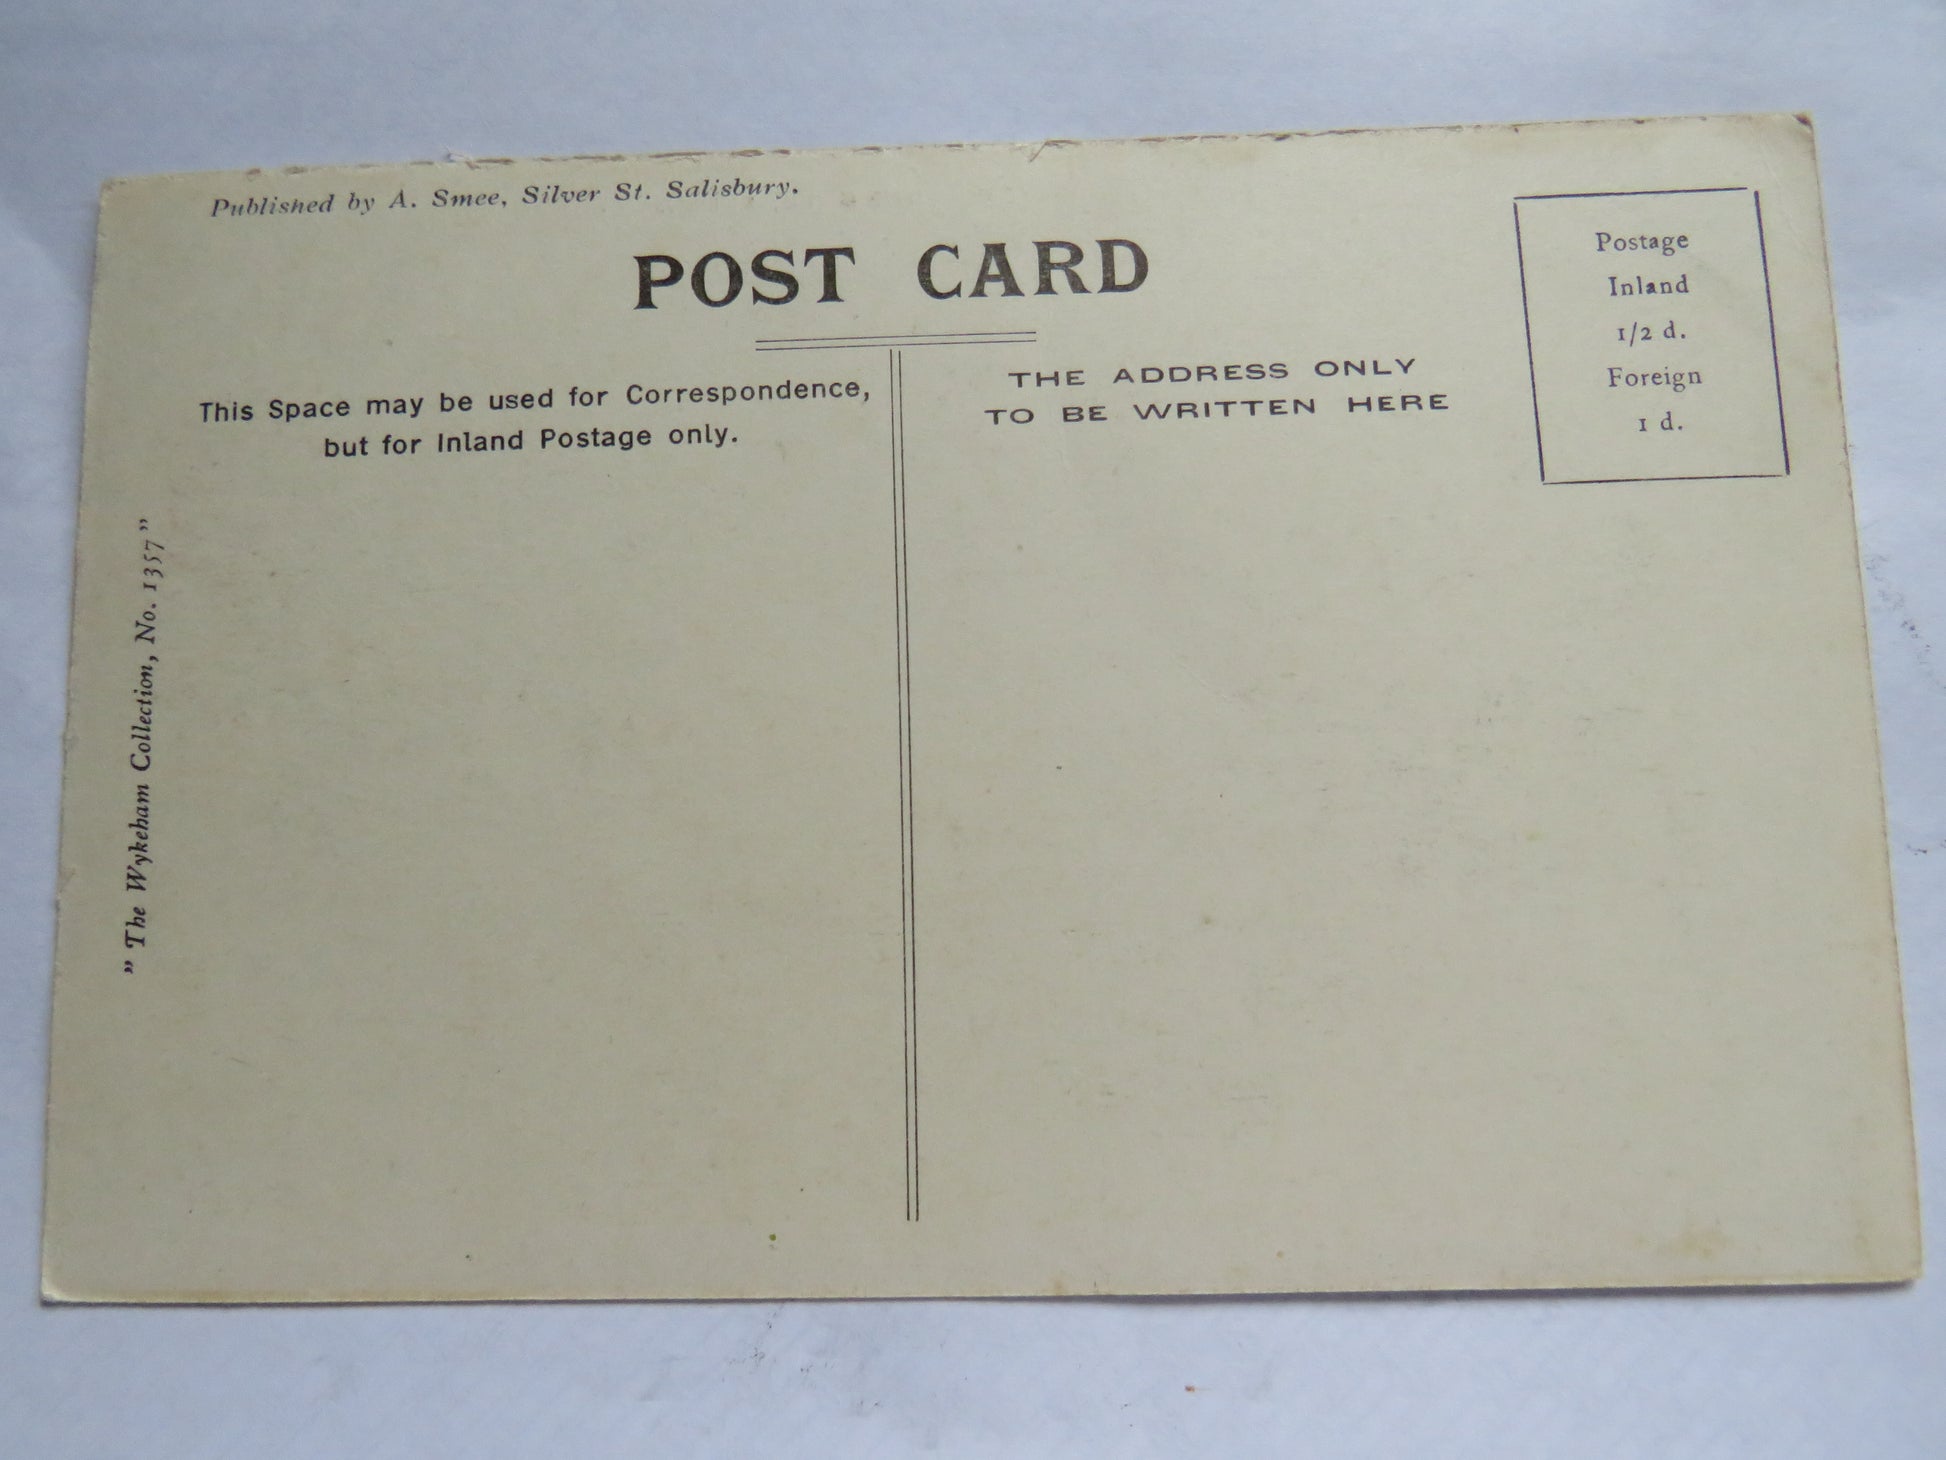 Published by A. Smee, Silver St. Salisbury.
POST CARD
This Space may be used for Correspondence,
but for Inland Postage only.
THE ADDRESS ONLY
TO BE WRITTEN HERE
Postage
Inland
1/2 d.
Foreign
1 d.
" The Wykeham Collection, No. 1357"